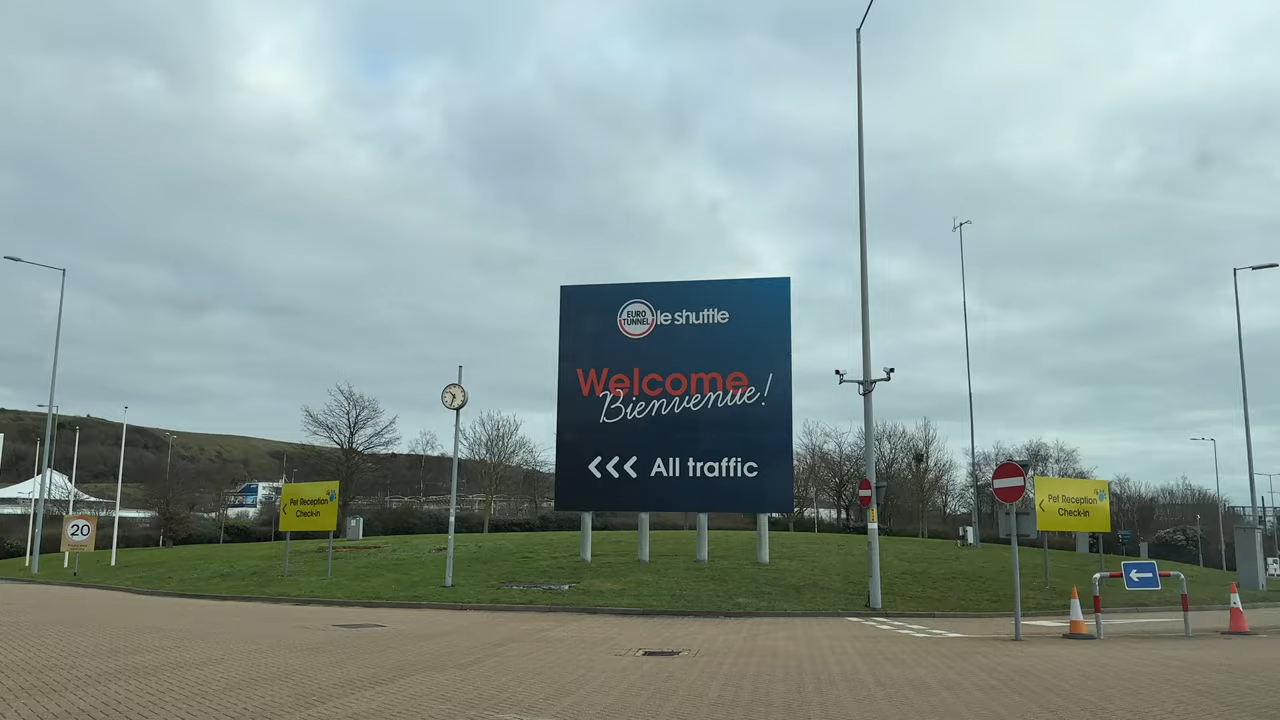 EURO
TUNNEL
le shuttle
Welcome
Bienvenue!
All traffic
20
Pet Reception
Check-in
Pet Reception
Check-in